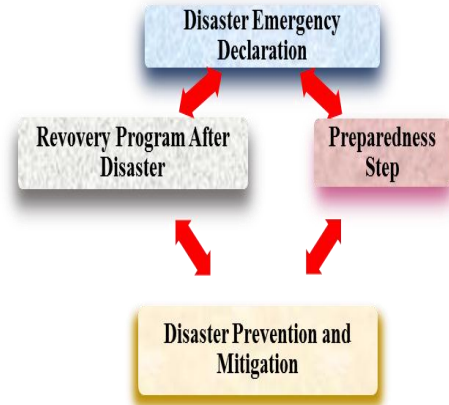 Disaster Emergency
Declaration
Revovery Program After
Disaster
Preparedness
Step
Disaster Prevention and
Mitigation